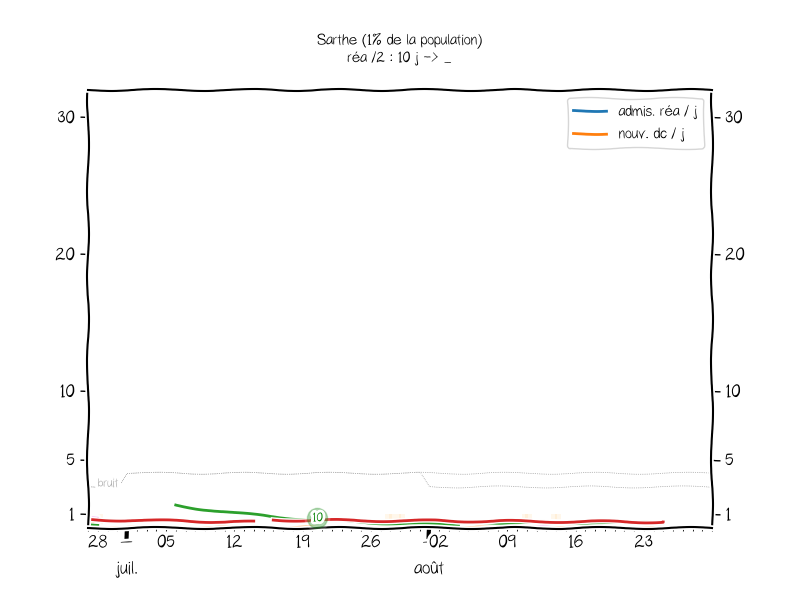 Sarthe (1% de la population)
réa /2 : 10 j -> _
30
30
admis. réa / j
nouv. dc / j
20
20
10
10
5
5
bruit
1
10
1
28
05
12
19
26
02
09
16
23
juil.
août